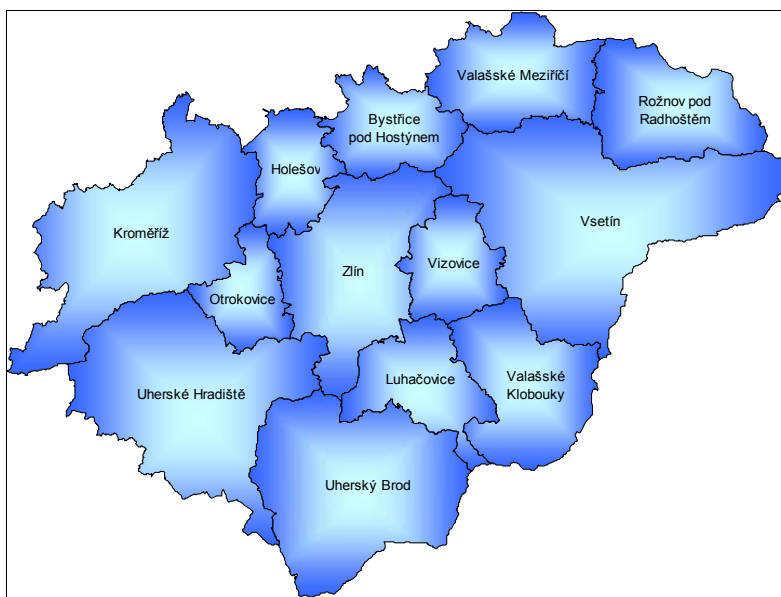 Valašské Meziříčí
Rožnov pod
Radhoštěm
Bystřice
pod Hostýnem
Holešov
Kroměříž
Vsetín
Zlín
Vizovice
Otrokovice
Luhačovice
Valašské
Klobouky
Uherské Hradiště
Uherský Brod